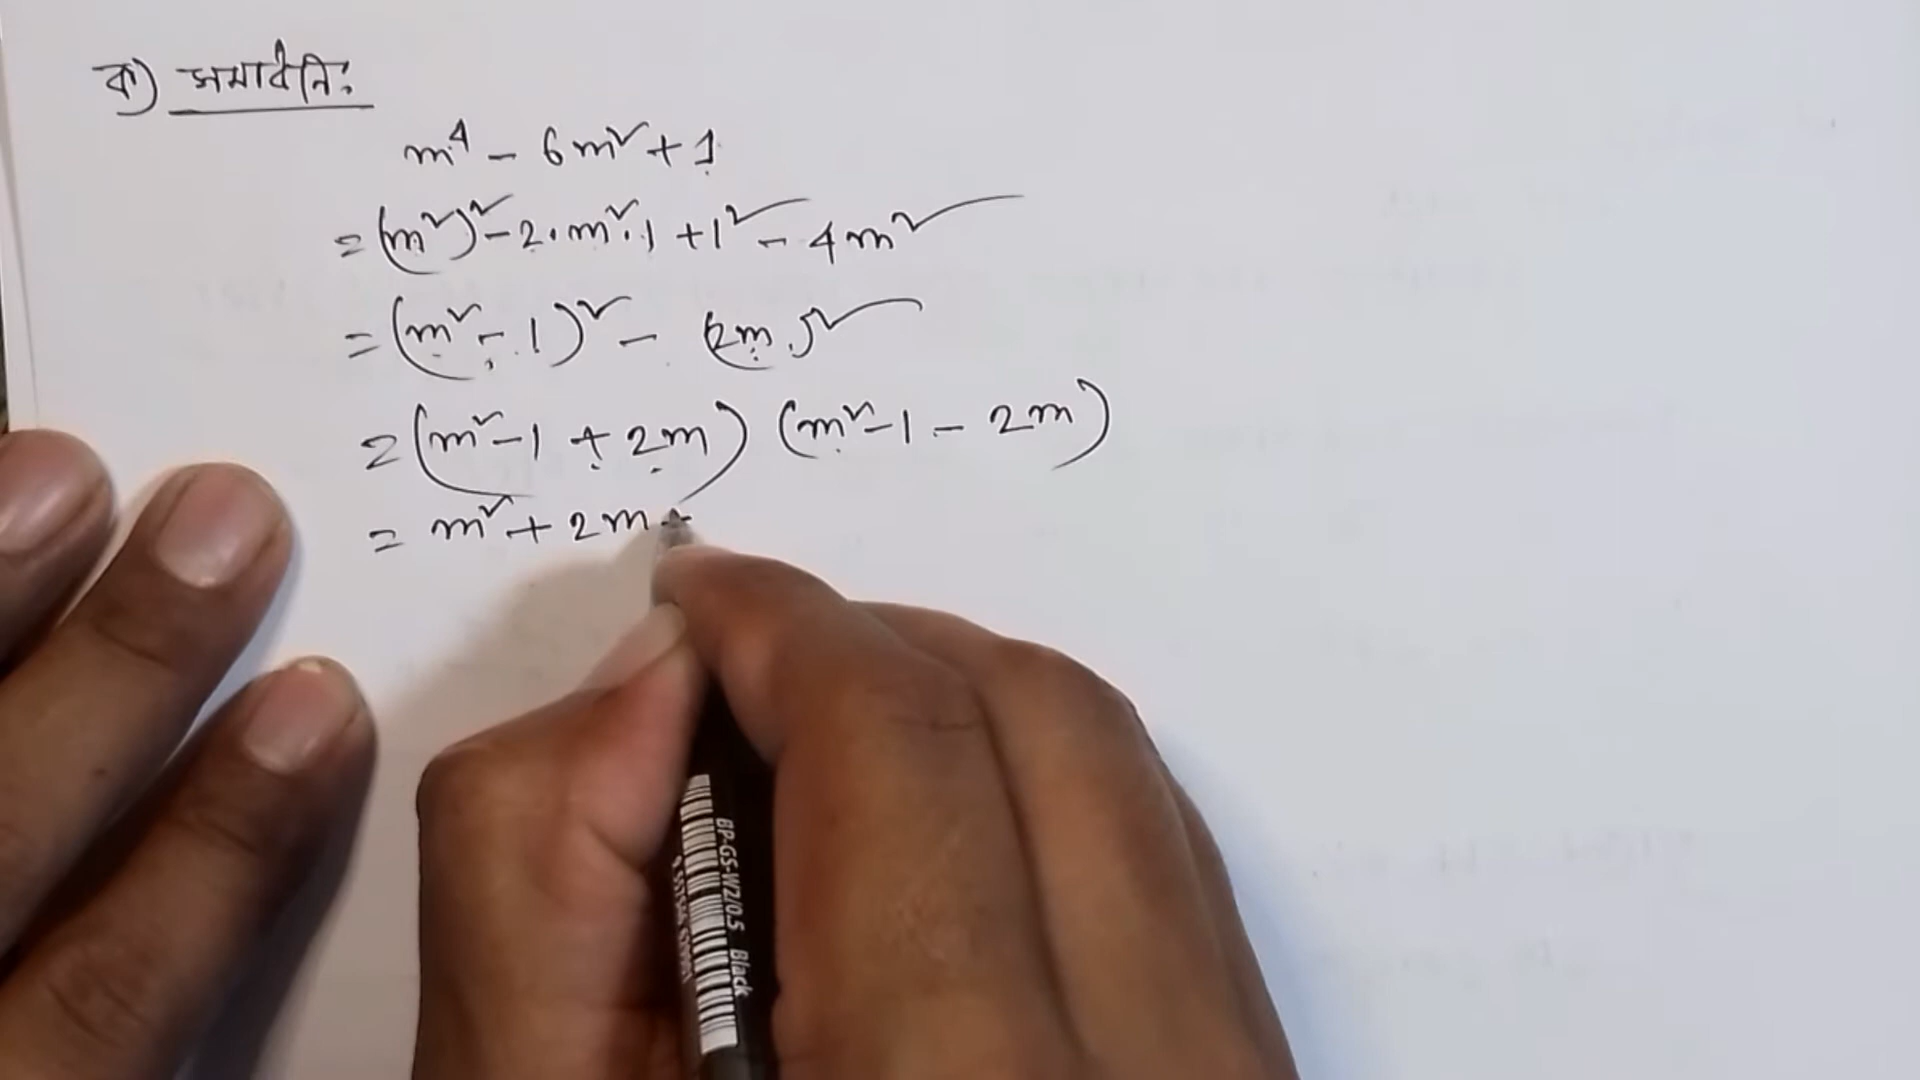 ক) সমাধান:
m⁴ - 6m² + 1
= (m²)² - 2·m²·1 + 1² - 4m²
= (m² - 1)² - (2m)²
= (m² - 1 + 2m) (m² - 1 - 2m)
= m² + 2m
BP-GS-W2/0.5 Black